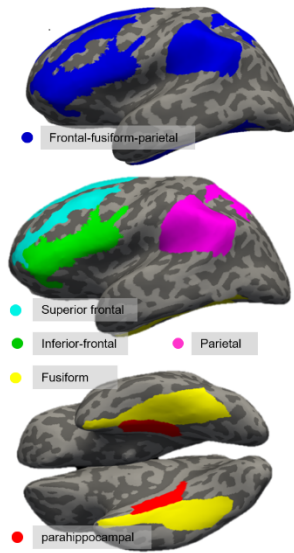 Frontal-fusiform-parietal
Superior frontal
Inferior-frontal
Parietal
Fusiform
parahippocampal